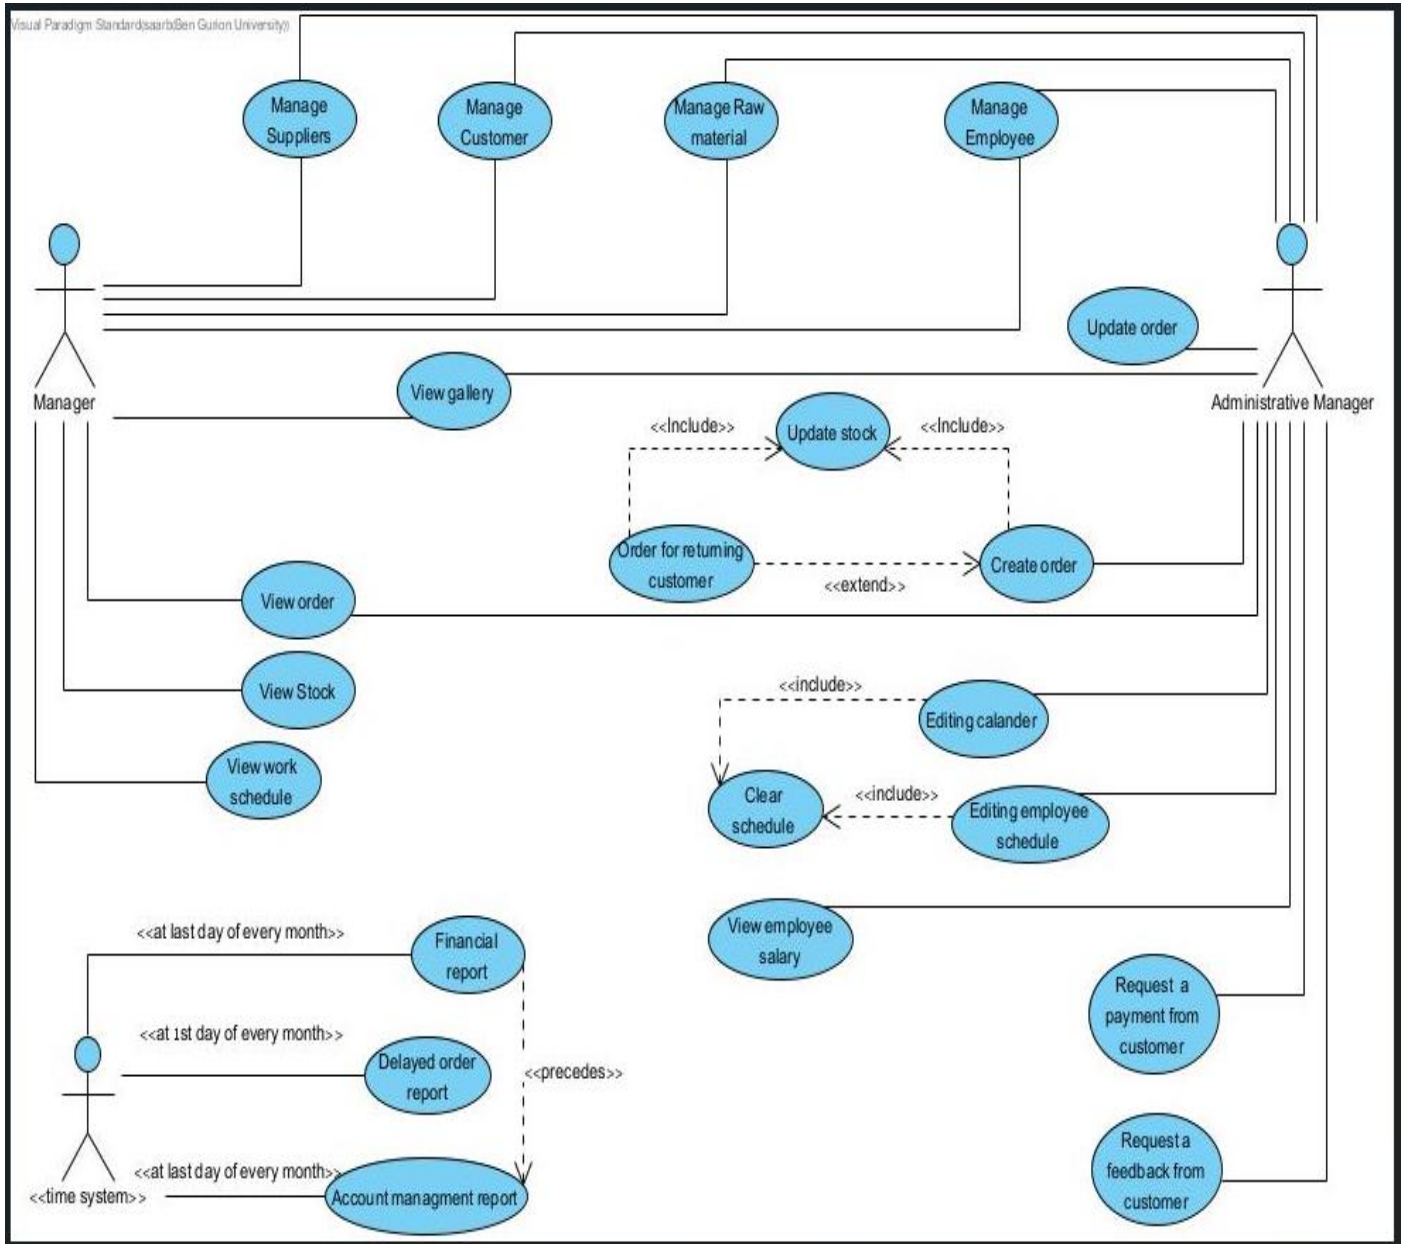 Visual Paradigm Standard(saarb(Ben Gurion University))
Manage
Suppliers
Manage
Customer
Manage Raw
material
Manage
Employee
Manager
Administrative Manager
Update order
View gallery
<<Include>>
Update stock
<<Include>>
Order for returning
customer
<<extend>>
Create order
View order
View Stock
View work
schedule
<<include>>
Editing calander
Clear
schedule
<<include>>
Editing employee
schedule
View employee
salary
<<at last day of every month>>
Financial
report
<<at 1st day of every month>>
Delayed order
report
<<precedes>>
<<at last day of every month>>
Account managment report
<<time system>>
Request a
payment from
customer
Request a
feedback from
customer